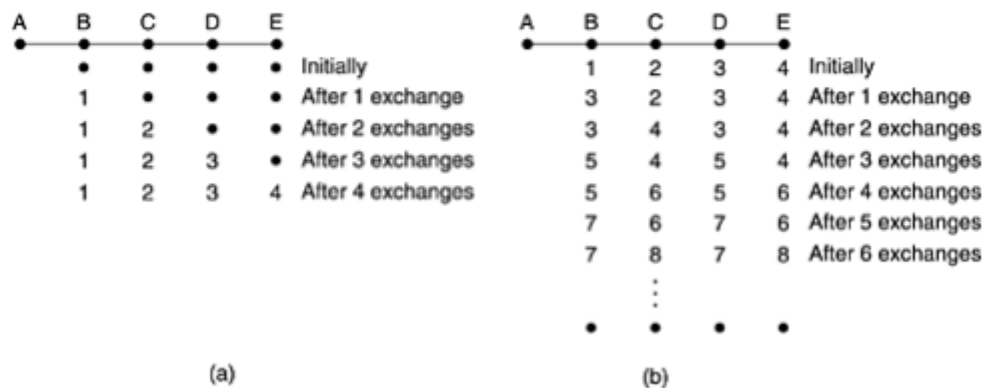 A B C D E
Initially
1 After 1 exchange
1 2 After 2 exchanges
1 2 3 After 3 exchanges
1 2 3 4 After 4 exchanges
(a)
A B C D E
1 2 3 4 Initially
3 2 3 4 After 1 exchange
3 4 3 4 After 2 exchanges
5 4 5 4 After 3 exchanges
5 6 5 6 After 4 exchanges
7 6 7 6 After 5 exchanges
7 8 7 8 After 6 exchanges
(b)